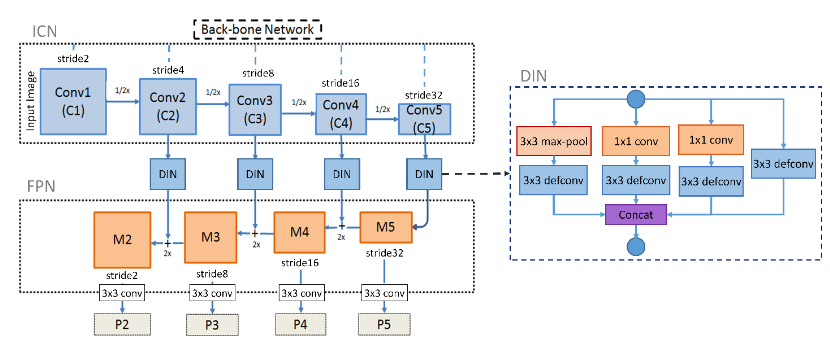 ICN
Back-bone Network
Input Image
stride2
stride4
stride8
stride16
stride32
Conv1
(C1)
1/2x
Conv2
(C2)
1/2x
Conv3
(C3)
1/2x
Conv4
(C4)
1/2x
Conv5
(C5)
DIN
DIN
DIN
DIN
FPN
M2
+
2x
M3
+
2x
M4
+
2x
M5
stride2
stride8
stride16
stride32
3x3 conv
3x3 conv
3x3 conv
3x3 conv
P2
P3
P4
P5
DIN
3x3 max-pool
1x1 conv
1x1 conv
3x3 defconv
3x3 defconv
3x3 defconv
3x3 defconv
Concat